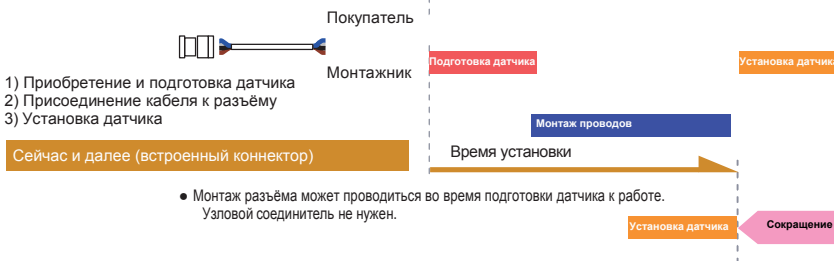 Покупатель
Подготовка датчика
Установка датчика
Монтажник
1) Приобретение и подготовка датчика
2) Присоединение кабеля к разъёму
3) Установка датчика
Монтаж проводов
Сейчас и далее (встроенный коннектор)
Время установки
● Монтаж разъёма может проводиться во время подготовки датчика к работе.
Узловой соединитель не нужен.
Установка датчика
Сокращение